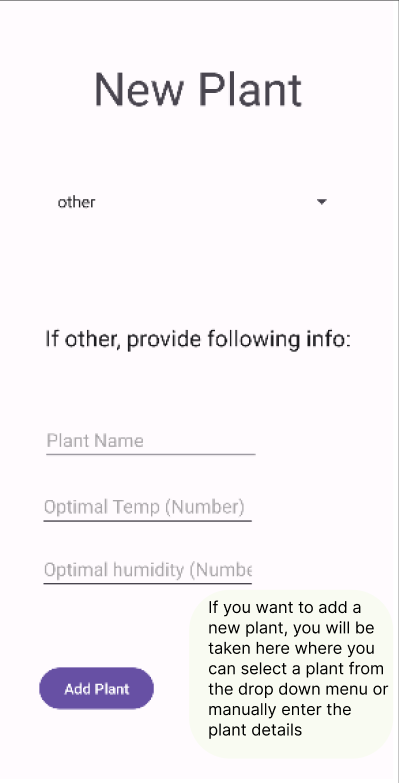 New Plant
other
If other, provide following info:
Plant Name
Optimal Temp (Number)
Optimal humidity (Numbe
If you want to add a
new plant, you will be
taken here where you
can select a plant from
the drop down menu or
manually enter the
plant details
Add Plant